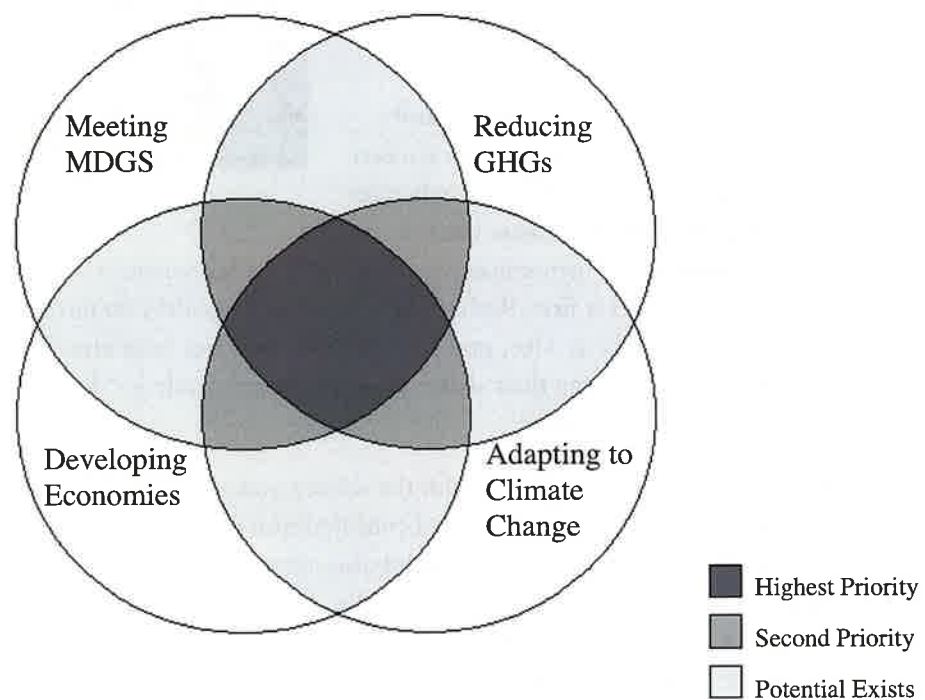 Meeting
MDGS
Reducing
GHGs
Developing
Economies
Adapting to
Climate
Change
Highest Priority
Second Priority
Potential Exists